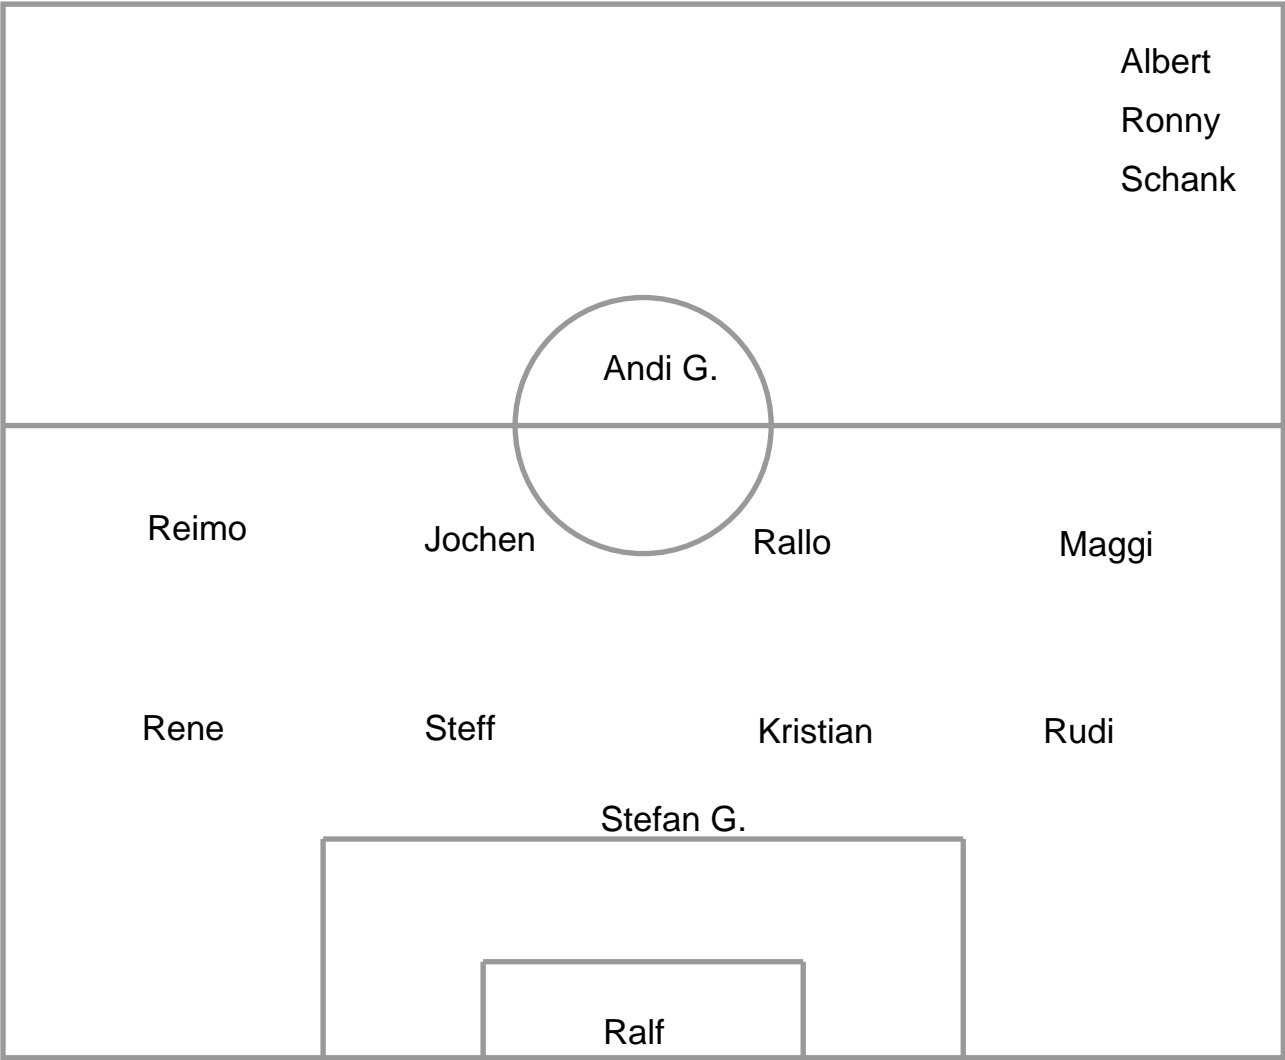 Albert
Ronny
Schank
Andi G.
Reimo Jochen Rallo Maggi
Rene Steff Kristian Rudi
Stefan G.
Ralf